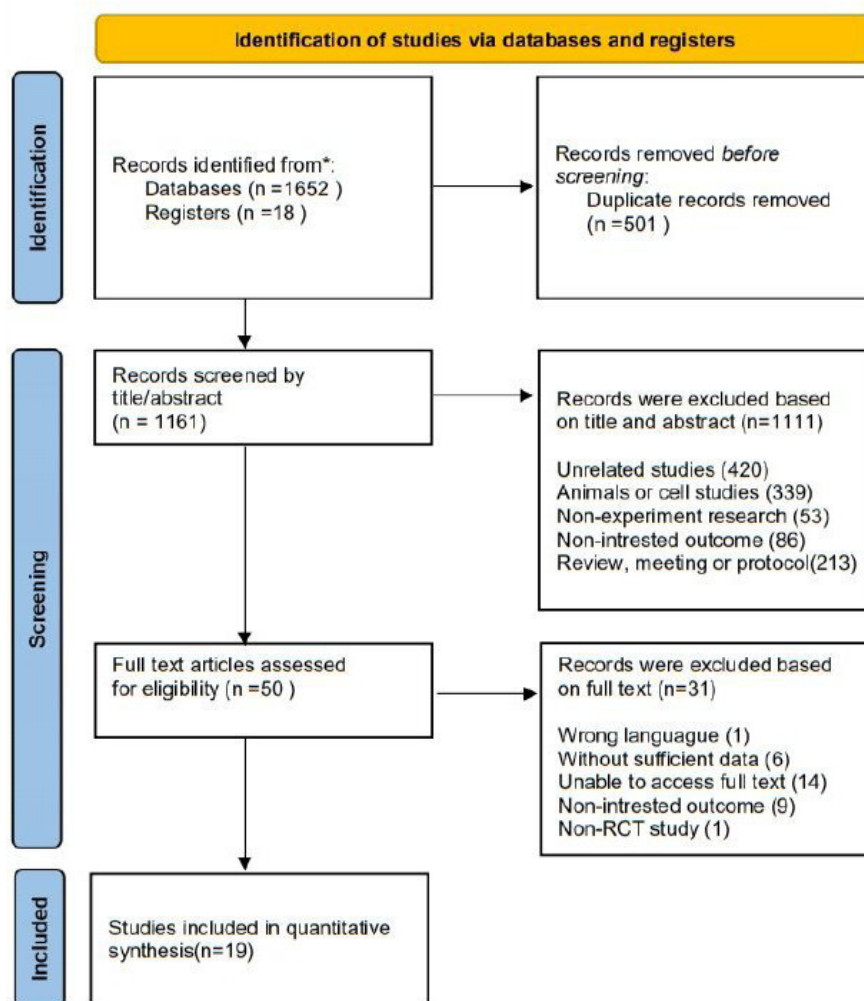 Identification of studies via databases and registers
Identification
Records identified from*:
Databases (n =1652 )
Registers (n =18 )
Records removed before
screening:
Duplicate records removed
(n =501 )
Screening
Records screened by
title/abstract
(n = 1161)
Records were excluded based
on title and abstract (n=1111)
Unrelated studies (420)
Animals or cell studies (339)
Non-experiment research (53)
Non-intrested outcome (86)
Review, meeting or protocol(213)
Full text articles assessed
for eligibility (n =50 )
Records were excluded based
on full text (n=31)
Wrong languague (1)
Without sufficient data (6)
Unable to access full text (14)
Non-intrested outcome (9)
Non-RCT study (1)
Included
Studies included in quantitative
synthesis(n=19)